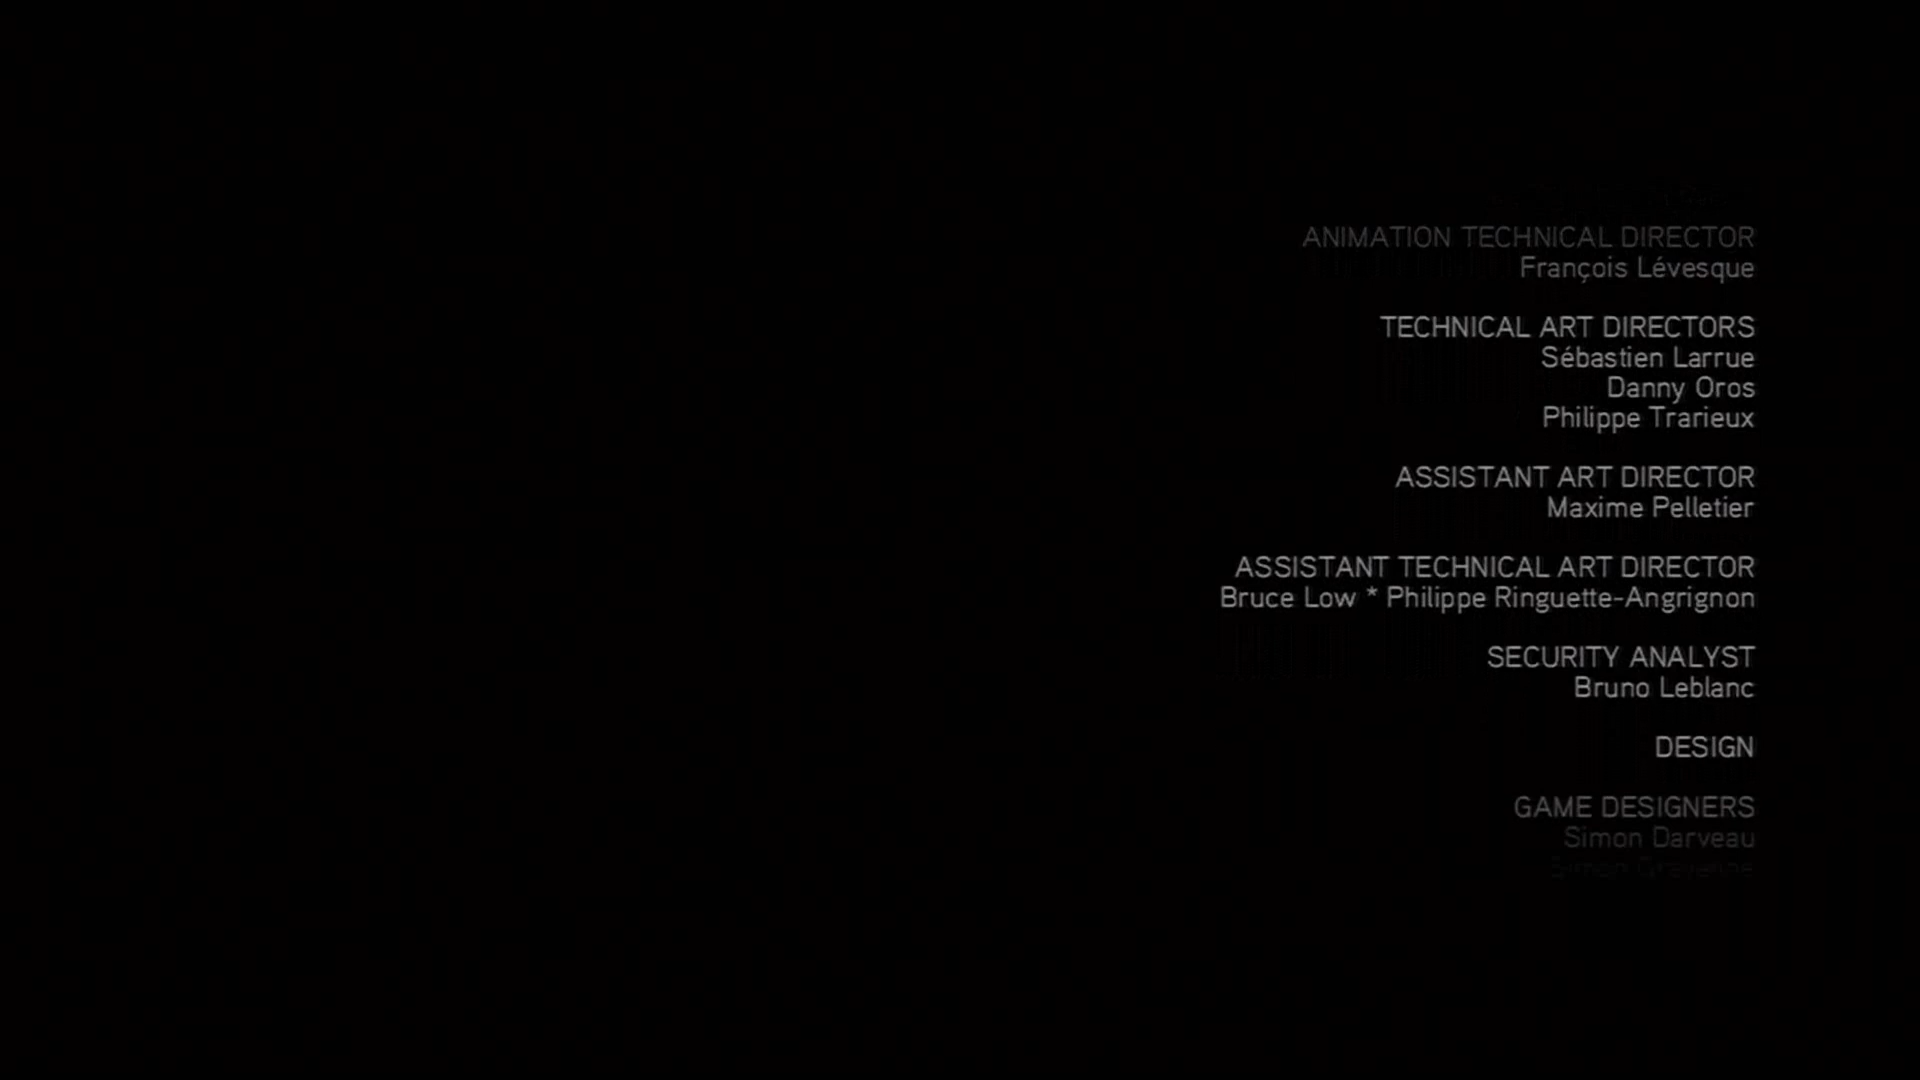 ANIMATION TECHNICAL DIRECTOR
François Lévesque
TECHNICAL ART DIRECTORS
Sébastien Larrue
Danny Oros
Philippe Trarieux
ASSISTANT ART DIRECTOR
Maxime Pelletier
ASSISTANT TECHNICAL ART DIRECTOR
Bruce Low * Philippe Ringuette-Angrignon
SECURITY ANALYST
Bruno Leblanc
DESIGN
GAME DESIGNERS
Simon Darveau
Simon